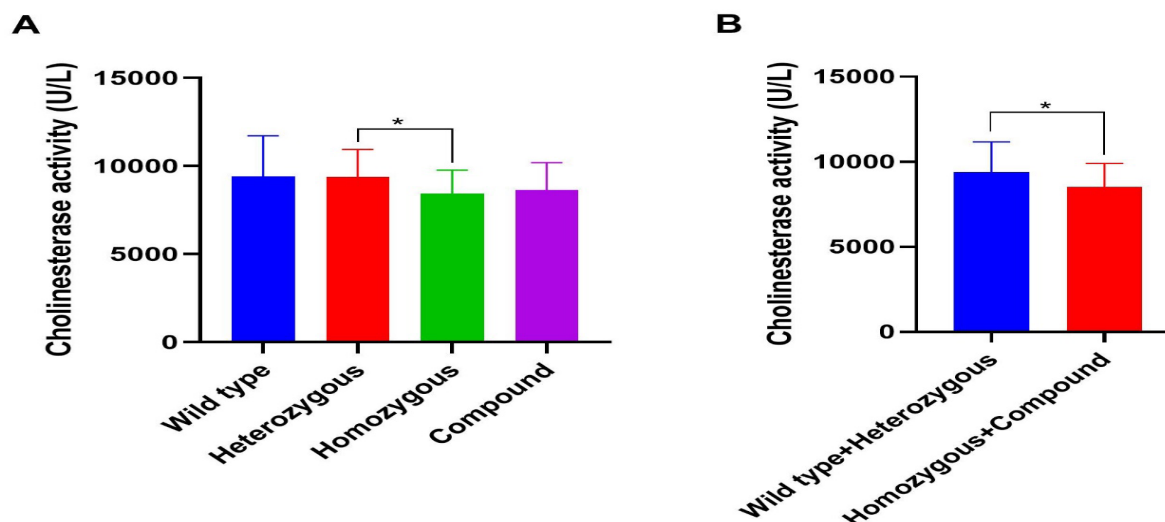 A
Cholinesterase activity (U/L)
15000
10000
5000
0
*
Wild type
Heterozygous
Homozygous
Compound
B
Cholinesterase activity (U/L)
15000
10000
5000
0
*
Wild type+Heterozygous
Homozygous+Compound